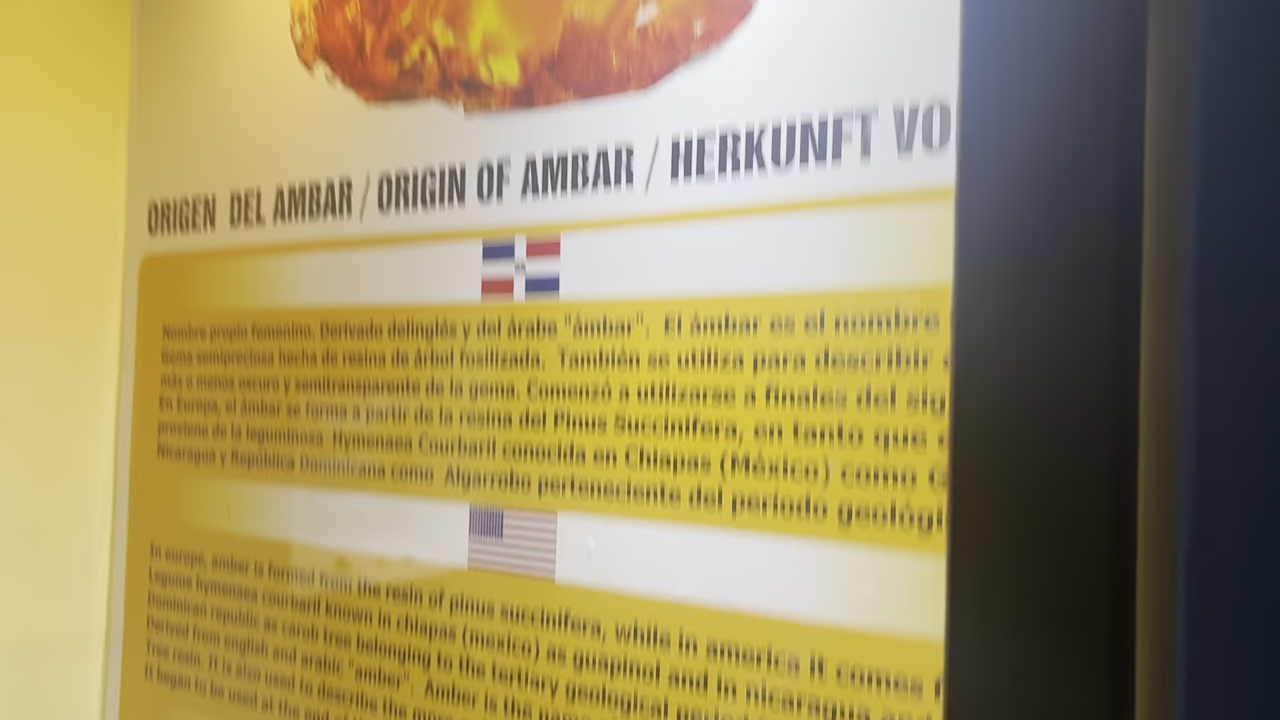 ORIGEN DEL AMBAR / ORIGIN OF AMBAR / HERKUNFT VO
Nombre propio femenino. Derivado delinglés y del árabe "ámbar". El ámbar es el nombre
Gema semipreciosa hecha de resina de árbol fosilizada. También se utiliza para describir
más o menos oscuro y semitransparente de la gema. Comenzó a utilizarse a finales del sig
En Europa, el ámbar se forma a partir de la resina del Pinus Succinifera, en tanto que
proviene de la leguminosa Hymenaea Courbaril conocida en Chiapas (México) como G
Nicaragua y República Dominicana como Algarrobo perteneciente del período geológi
In europe, amber is formed from the resin of pinus succinifera, while in america it comes
Legume hymenaea courbaril known in chiapas (mexico) as guapinol and in nicaragua and
Dominican republic as carob tree belonging to the tertiary geological period
Derived from english and arabic "amber". Amber is the name
Tree resin. It is also used to describe the more
It began to be used at the end of